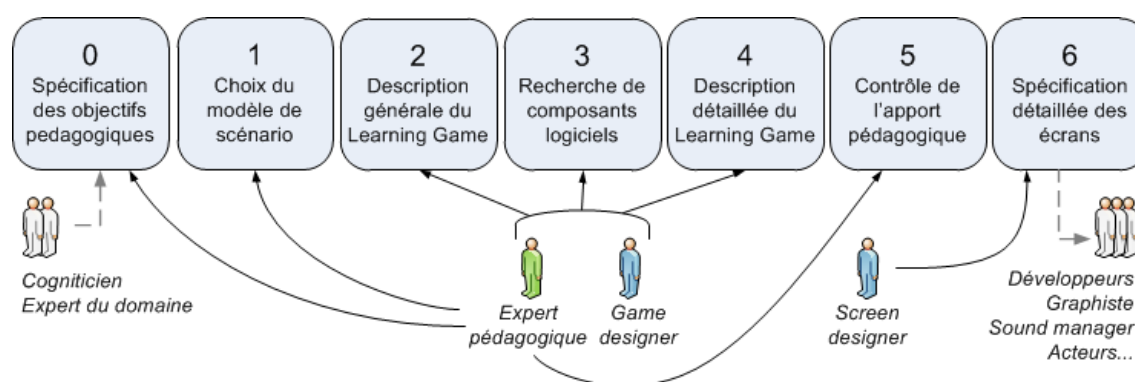 0
Spécification
des objectifs
pedagogiques
1
Choix du
modèle de
scénario
2
Description
générale du
Learning Game
3
Recherche de
composants
logiciels
4
Description
détaillée du
Learning Game
5
Contrôle de
l'apport
pédagogique
6
Spécification
détaillée des
écrans
Cogniticien
Expert du domaine
Expert
pédagogique
Game
designer
Screen
designer
Développeurs
Graphiste
Sound manager
Acteurs...